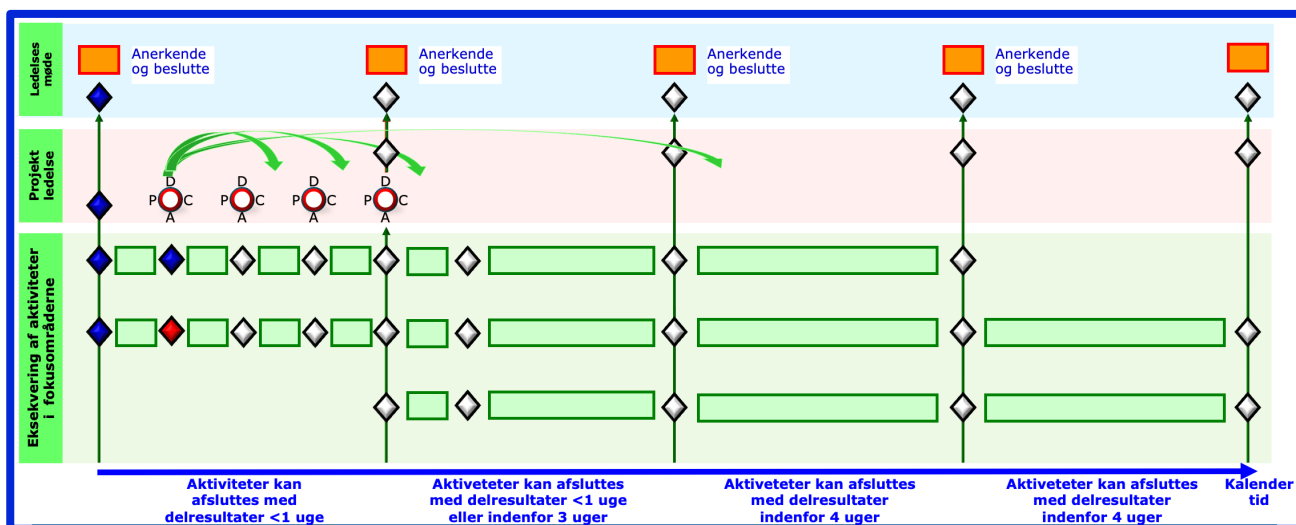 Ledelses
møde
Anerkende
og beslutte
Anerkende
og beslutte
Anerkende
og beslutte
Anerkende
og beslutte
Projekt
ledelse
D
P C
A
D
P C
A
D
P C
A
D
P C
A
Eksekvering af aktiviteter
i fokusområderne
Aktiviteter kan
afsluttes med
delresultater <1 uge
Aktiveteter kan afsluttes
med delresultater <1 uge
eller indenfor 3 uger
Aktiveteter kan afsluttes
med delresultater
indenfor 4 uger
Aktiveteter kan afsluttes
med delresultater
indenfor 4 uger
Kalender
tid